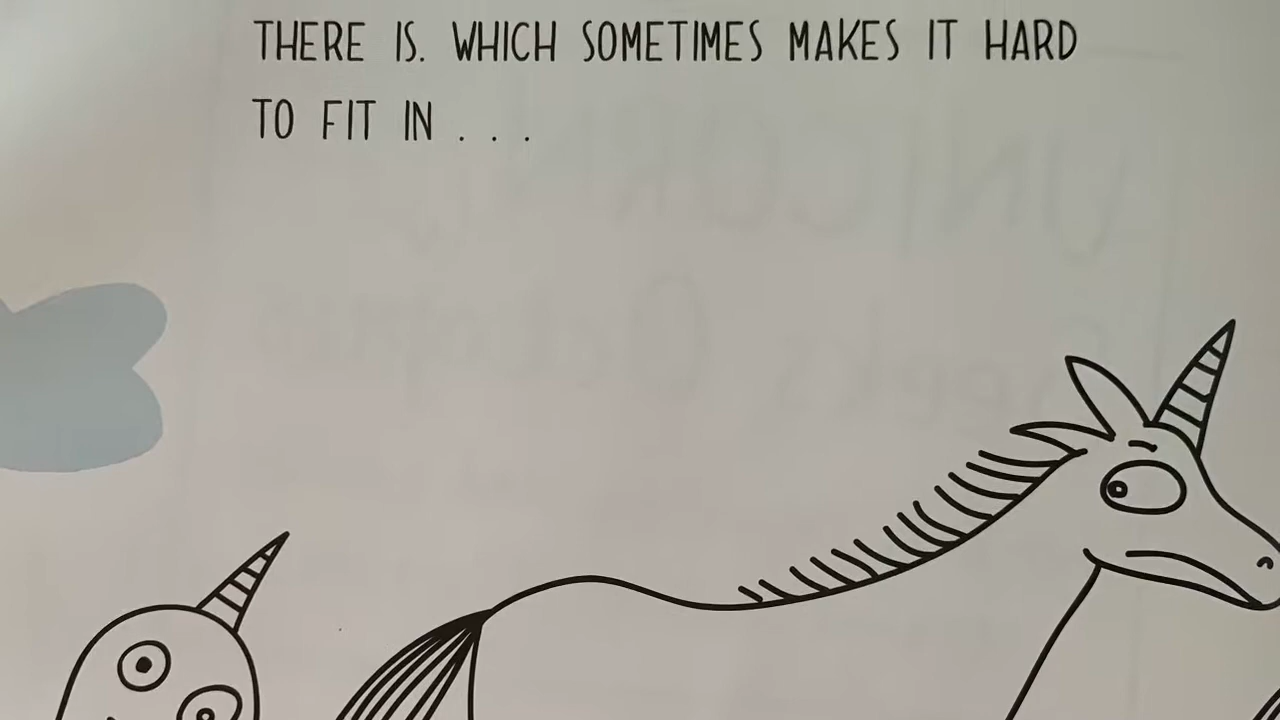 THERE IS. WHICH SOMETIMES MAKES IT HARD
TO FIT IN . . .